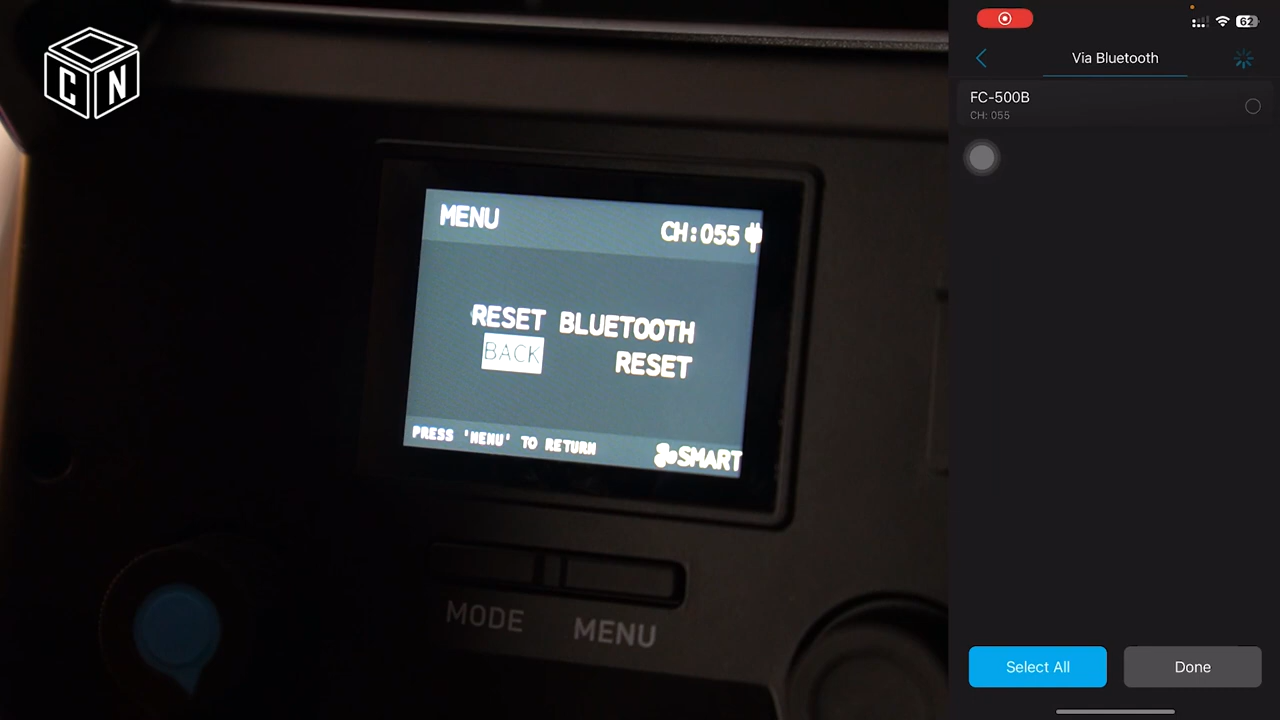 C N
MENU
CH:055
RESET BLUETOOTH
BACK RESET
PRESS 'MENU' TO RETURN
SMART
MODE MENU
62
Via Bluetooth
FC-500B
CH: 055
Select All
Done